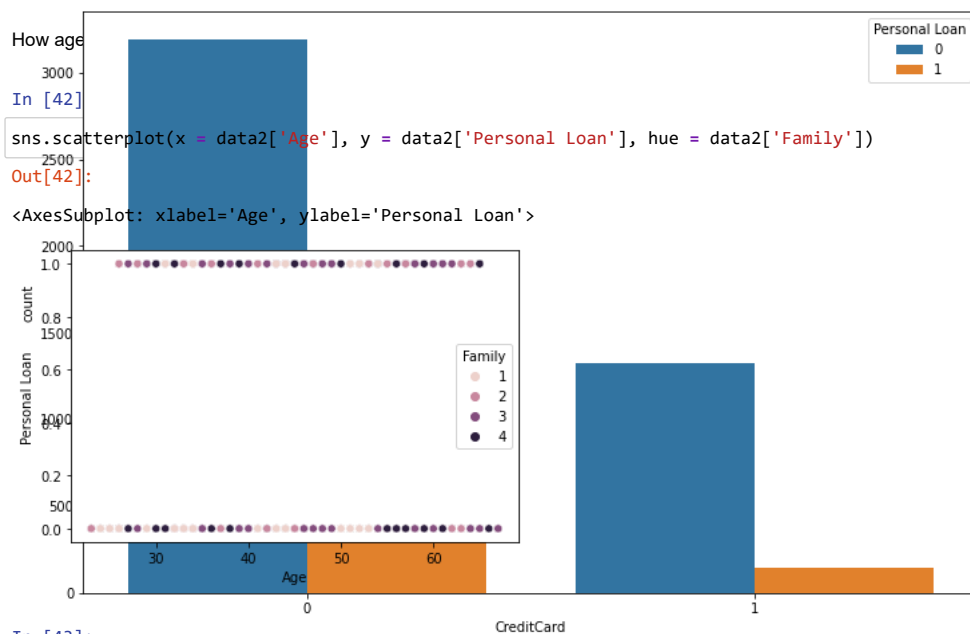 Personal Loan
0
1
How age
3000
In [42]
sns.scatterplot(x = data2['Age'], y = data2['Personal Loan'], hue = data2['Family'])
2500
Out[42]:
<AxesSubplot: xlabel='Age', ylabel='Personal Loan'>
2000
1.0
count
0.8
1500
Family
0.6
1
2
Personal Loan
1000
0.4
3
4
0.2
500
0.0
30 40 50 60
Age
0
0 1
CreditCard
In [43]: